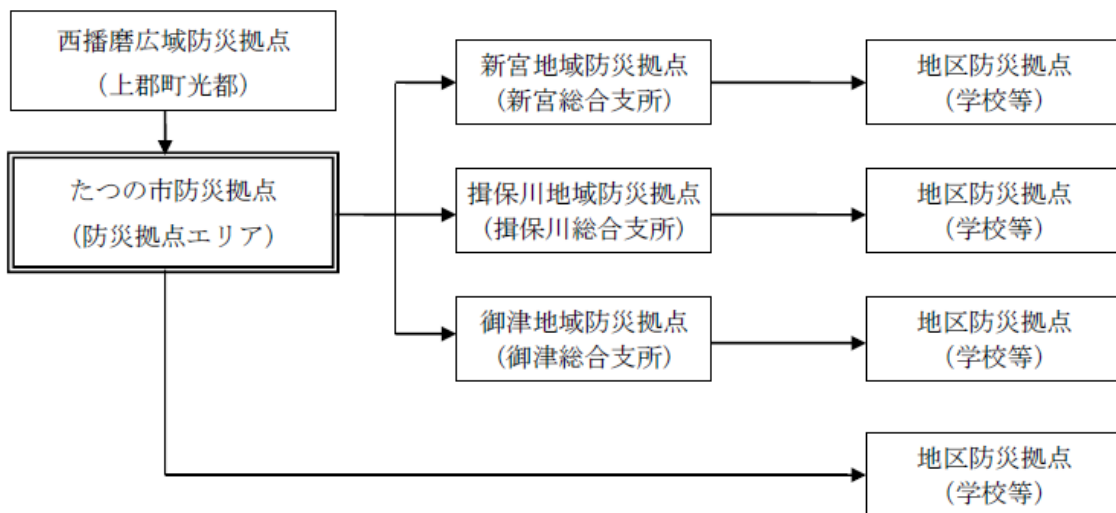 西播磨広域防災拠点
（上郡町光都）
たつの市防災拠点
（防災拠点エリア）
新宮地域防災拠点
（新宮総合支所）
地区防災拠点
（学校等）
揖保川地域防災拠点
（揖保川総合支所）
地区防災拠点
（学校等）
御津地域防災拠点
（御津総合支所）
地区防災拠点
（学校等）
地区防災拠点
（学校等）